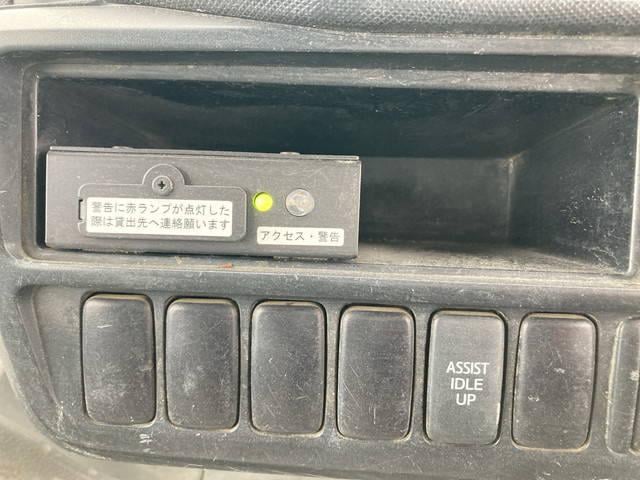 警告に赤ランプが点灯した
際は貸出先へ連絡願います
アクセス・警告
ASSIST
IDLE
UP